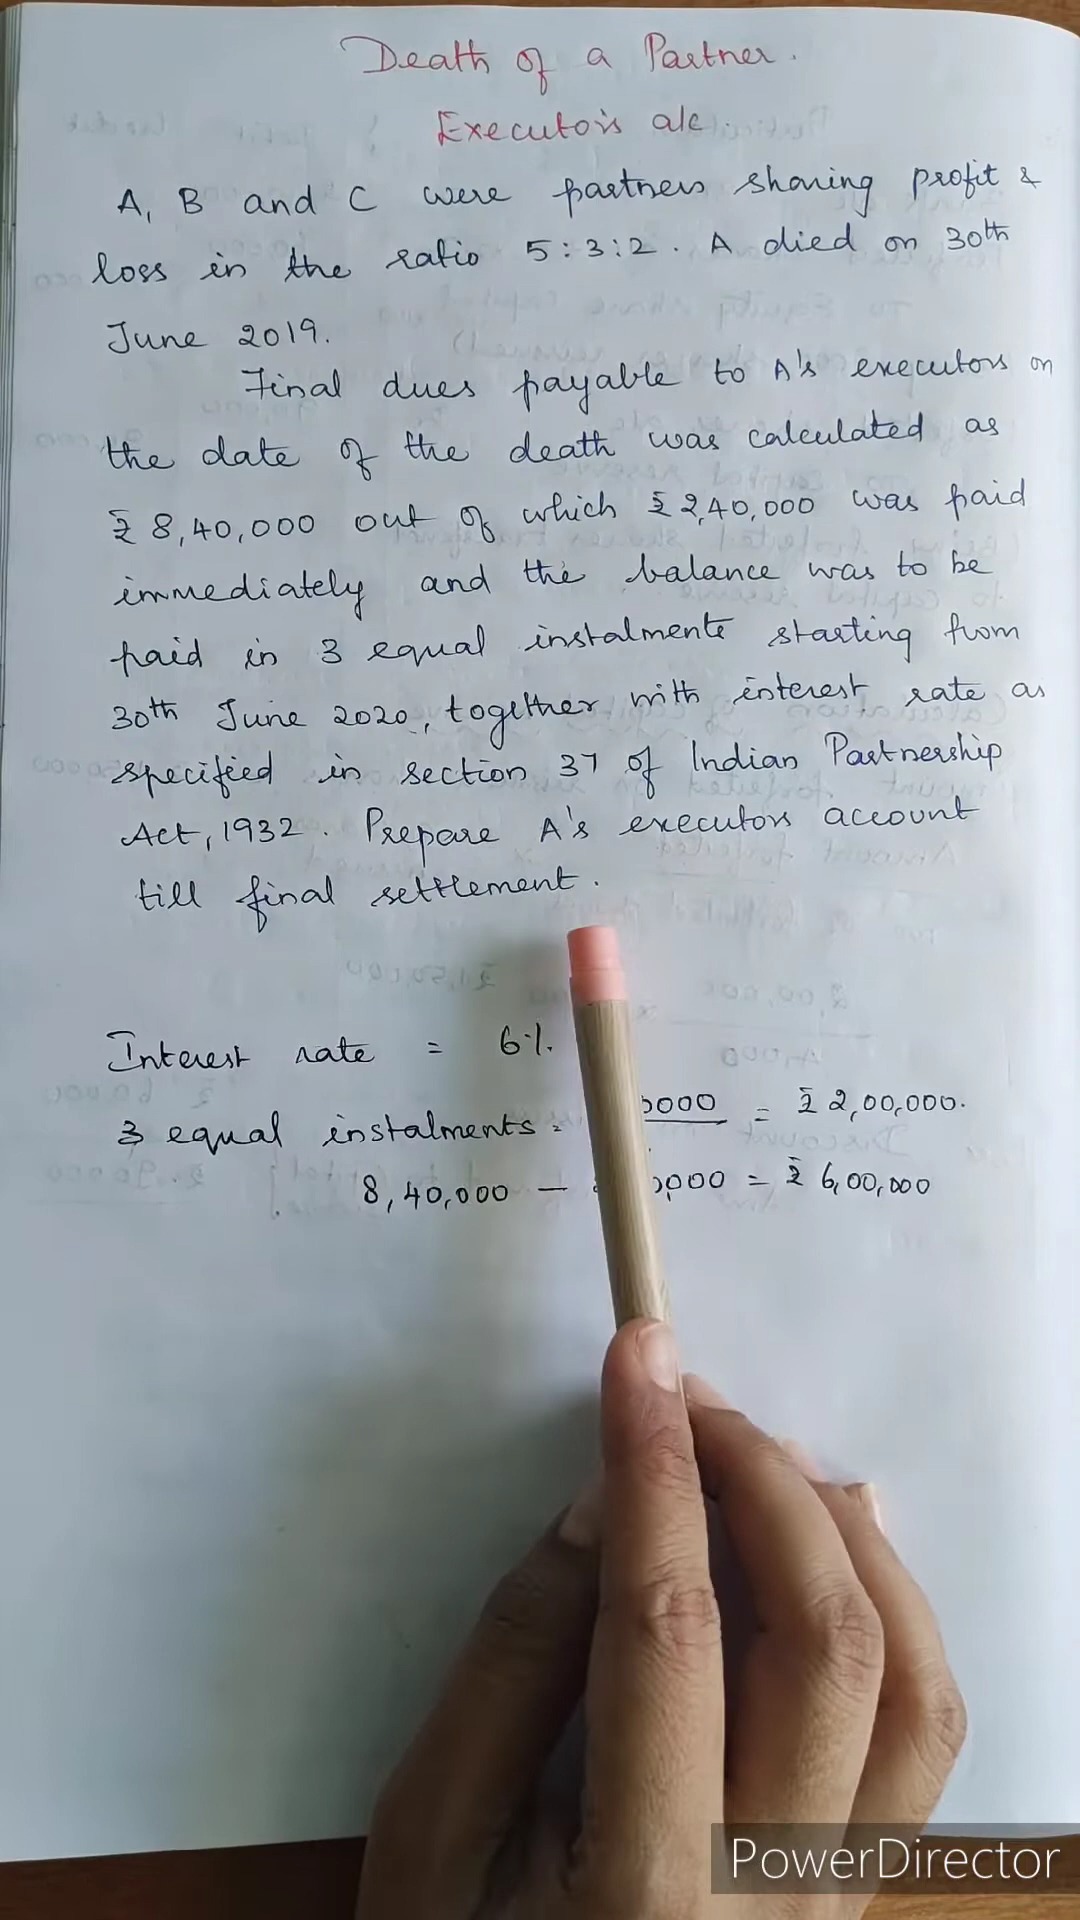 Death of a Partner.
Executors a/c.
A, B and C were partners sharing profit &
loss in the ratio 5:3:2. A died on 30th
June 2019.
Final dues payable to A's executors on
the date of the death was calculated as
₹ 8,40,000 out of which ₹ 2,40,000 was paid
immediately and the balance was to be
paid in 3 equal instalments starting from
30th June 2020, together with interest rate as
specified in section 37 of Indian Partnership
Act, 1932. Prepare A's executors account
till final settlement.
Interest rate = 6%.
3 equal instalments = 0000 = ₹ 2,00,000.
8,40,000 - 0,000 = ₹ 6,00,000
PowerDirector